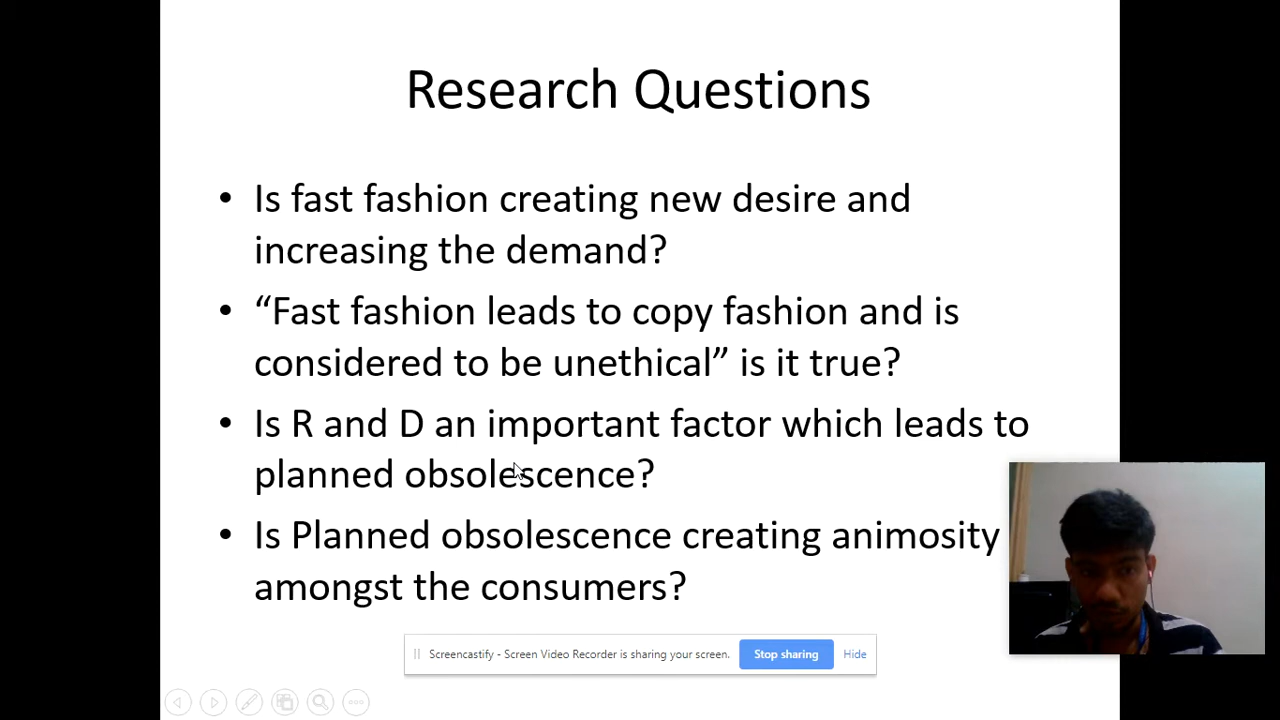 Research Questions
• Is fast fashion creating new desire and
increasing the demand?
• “Fast fashion leads to copy fashion and is
considered to be unethical” is it true?
• Is R and D an important factor which leads to
planned obsolescence?
• Is Planned obsolescence creating animosity
amongst the consumers?
Screencastify - Screen Video Recorder is sharing your screen. Stop sharing Hide